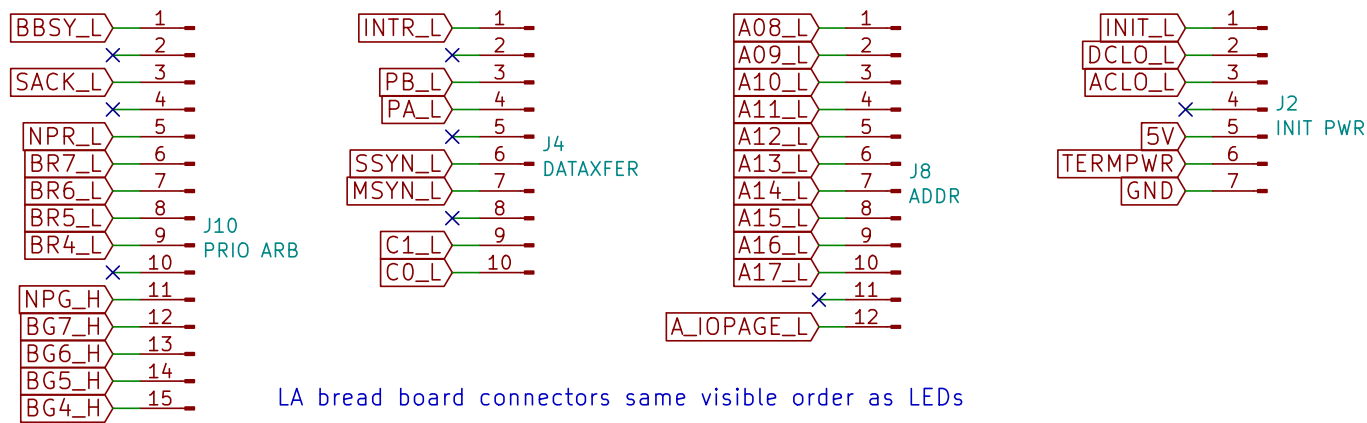 BBSY_L 1
2
SACK_L 3
4
NPR_L 5
BR7_L 6
BR6_L 7
BR5_L 8
BR4_L 9
10
NPG_H 11
BG7_H 12
BG6_H 13
BG5_H 14
BG4_H 15
J10
PRIO ARB
INTR_L 1
2
PB_L 3
PA_L 4
5
SSYN_L 6
MSYN_L 7
8
C1_L 9
C0_L 10
J4
DATAXFER
A08_L 1
A09_L 2
A10_L 3
A11_L 4
A12_L 5
A13_L 6
A14_L 7
A15_L 8
A16_L 9
A17_L 10
11
A_IOPAGE_L 12
J8
ADDR
INIT_L 1
DCLO_L 2
ACLO_L 3
4
5V 5
TERMPWR 6
GND 7
J2
INIT PWR
LA bread board connectors same visible order as LEDs